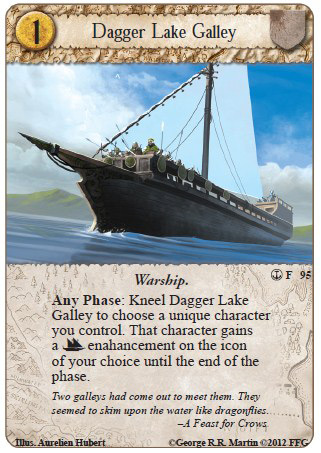 1
Dagger Lake Galley
F 95
Warship.
Any Phase: Kneel Dagger Lake
Galley to choose a unique character
you control. That character gains
a enahancement on the icon
of your choice until the end of the
phase.
Two galleys had come out to meet them. They
seemed to skim upon the water like dragonflies.
–A Feast for Crows
Illus. Aurelien Hubert
©George R.R. Martin ©2012 FFG